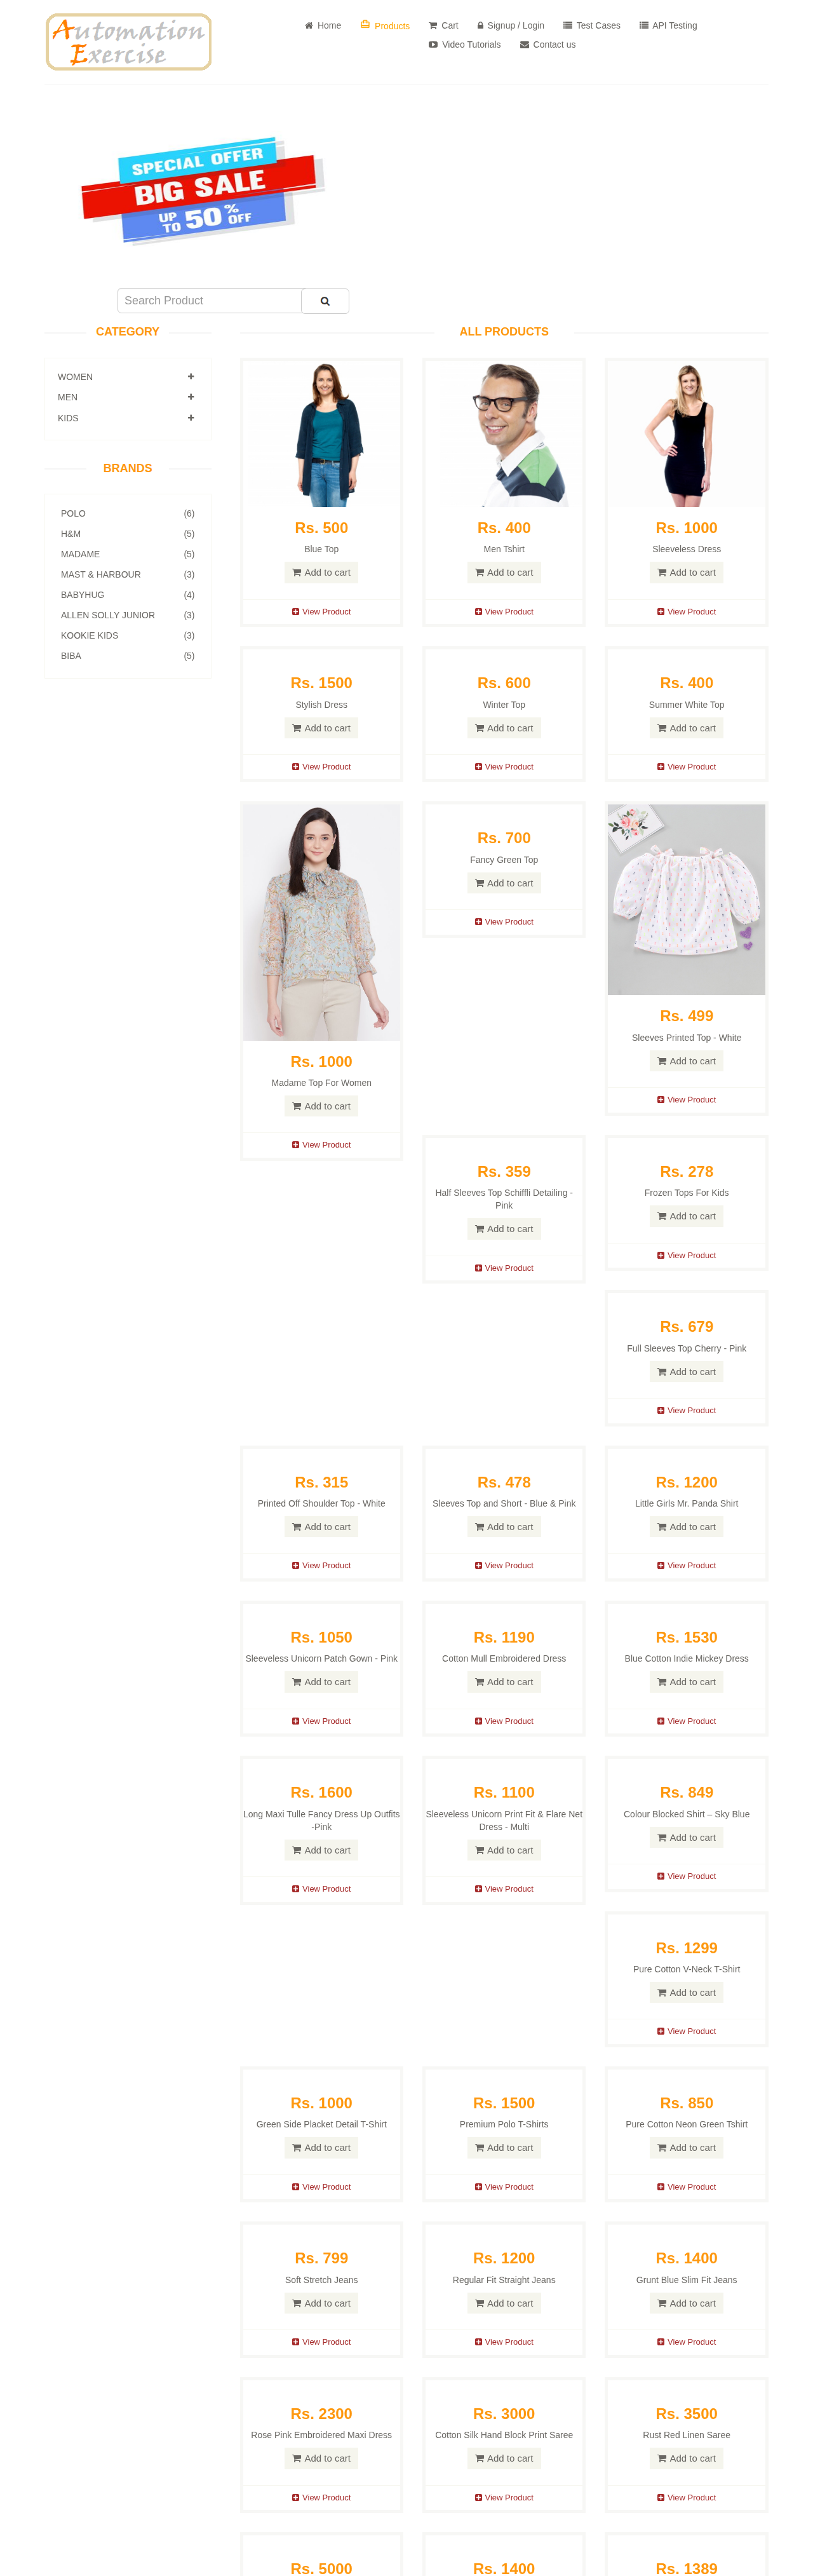 Automation
Exercise
Home
Products
Cart
Signup / Login
Test Cases
API Testing
Video Tutorials
Contact us
SPECIAL OFFER
BIG SALE
UP TO 50% OFF
Search Product
CATEGORY
WOMEN
MEN
KIDS
BRANDS
POLO (6)
H&M (5)
MADAME (5)
MAST & HARBOUR (3)
BABYHUG (4)
ALLEN SOLLY JUNIOR (3)
KOOKIE KIDS (3)
BIBA (5)
ALL PRODUCTS
Rs. 500
Blue Top
Add to cart
View Product
Rs. 400
Men Tshirt
Add to cart
View Product
Rs. 1000
Sleeveless Dress
Add to cart
View Product
Rs. 1500
Stylish Dress
Add to cart
View Product
Rs. 600
Winter Top
Add to cart
View Product
Rs. 400
Summer White Top
Add to cart
View Product
Rs. 1000
Madame Top For Women
Add to cart
View Product
Rs. 700
Fancy Green Top
Add to cart
View Product
Rs. 499
Sleeves Printed Top - White
Add to cart
View Product
Rs. 359
Half Sleeves Top Schiffli Detailing -
Pink
Add to cart
View Product
Rs. 278
Frozen Tops For Kids
Add to cart
View Product
Rs. 679
Full Sleeves Top Cherry - Pink
Add to cart
View Product
Rs. 315
Printed Off Shoulder Top - White
Add to cart
View Product
Rs. 478
Sleeves Top and Short - Blue & Pink
Add to cart
View Product
Rs. 1200
Little Girls Mr. Panda Shirt
Add to cart
View Product
Rs. 1050
Sleeveless Unicorn Patch Gown - Pink
Add to cart
View Product
Rs. 1190
Cotton Mull Embroidered Dress
Add to cart
View Product
Rs. 1530
Blue Cotton Indie Mickey Dress
Add to cart
View Product
Rs. 1600
Long Maxi Tulle Fancy Dress Up Outfits
-Pink
Add to cart
View Product
Rs. 1100
Sleeveless Unicorn Print Fit & Flare Net
Dress - Multi
Add to cart
View Product
Rs. 849
Colour Blocked Shirt – Sky Blue
Add to cart
View Product
Rs. 1299
Pure Cotton V-Neck T-Shirt
Add to cart
View Product
Rs. 1000
Green Side Placket Detail T-Shirt
Add to cart
View Product
Rs. 1500
Premium Polo T-Shirts
Add to cart
View Product
Rs. 850
Pure Cotton Neon Green Tshirt
Add to cart
View Product
Rs. 799
Soft Stretch Jeans
Add to cart
View Product
Rs. 1200
Regular Fit Straight Jeans
Add to cart
View Product
Rs. 1400
Grunt Blue Slim Fit Jeans
Add to cart
View Product
Rs. 2300
Rose Pink Embroidered Maxi Dress
Add to cart
View Product
Rs. 3000
Cotton Silk Hand Block Print Saree
Add to cart
View Product
Rs. 3500
Rust Red Linen Saree
Add to cart
View Product
Rs. 5000
Rs. 1400
Rs. 1389